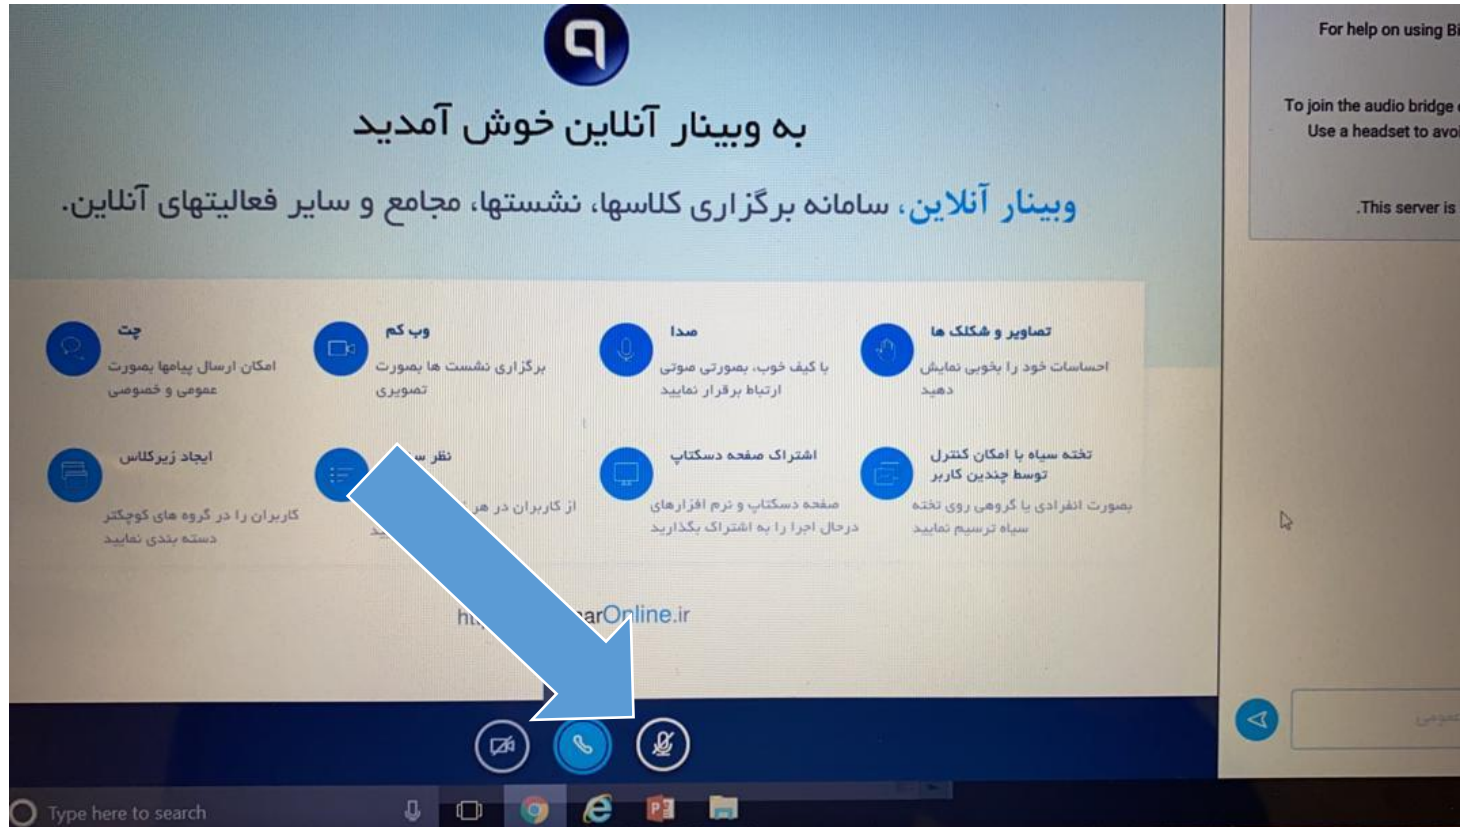 به وبینار آنلاین خوش آمدید
وبینار آنلاین، سامانه برگزاری کلاسها، نشستها، مجامع و سایر فعالیتهای آنلاین.
تصاویر و شکلک ها
احساسات خود را بخوبی نمایش
دهید
صدا
با کیف خوب، بصورتی صوتی
ارتباط برقرار نمایید
وب کم
برگزاری نشست ها بصورت
تصویری
چت
امکان ارسال پیامها بصورت
عمومی و خصوصی
تخته سیاه با امکان کنترل
توسط چندین کاربر
بصورت انفرادی یا گروهی روی تخته
سیاه ترسیم نمایید
اشتراک صفحه دسکتاپ
صفحه دسکتاپ و نرم افزارهای
درحال اجرا را به اشتراک بگذارید
نظر
از کاربران در هر
ایجاد زیرکلاس
کاربران را در گروه های کوچکتر
دسته بندی نمایید
arOnline.ir
For help on using
To join the audio bridge
Use a headset to
.This server is
Type here to search